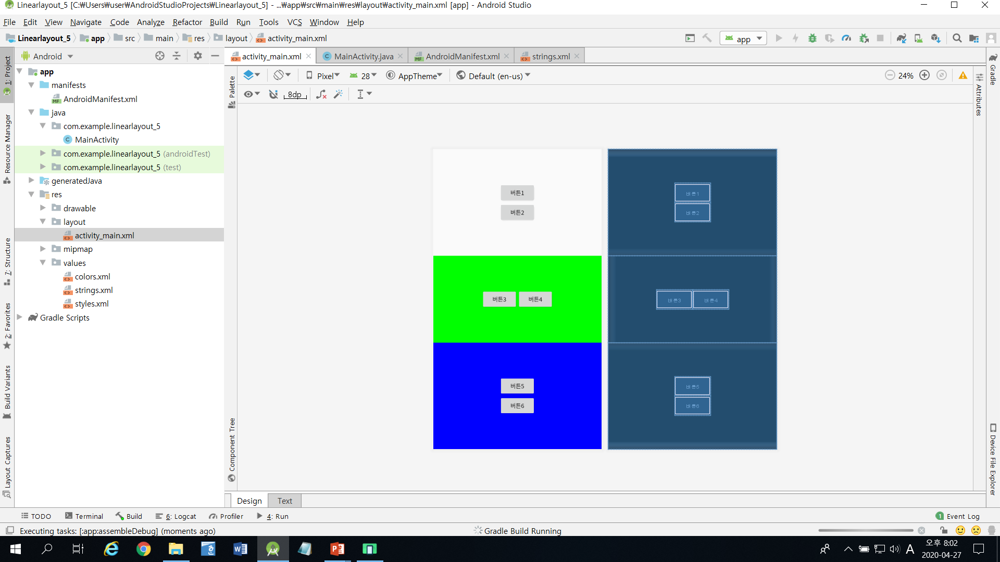 Linearlayout_5 [C:₩Users₩user₩AndroidStudioProjects₩Linearlayout_5] - ...₩app₩src₩main₩res₩layout₩activity_main.xml [app] - Android Studio
File Edit View Navigate Code Analyze Refactor Build Run Tools VCS Window Help
Linearlayout_5 app src main res layout activity_main.xml
app
Android
activity_main.xml MainActivity.java AndroidManifest.xml strings.xml
Pixel 28 AppTheme Default (en-us) 24%
8dp
1: Project
Resource Manager
7: Structure
2: Favorites
Build Variants
Layout Captures
app
manifests
MF AndroidManifest.xml
java
com.example.linearlayout_5
C MainActivity
com.example.linearlayout_5 (androidTest)
com.example.linearlayout_5 (test)
generatedJava
res
drawable
layout
activity_main.xml
mipmap
values
colors.xml
strings.xml
styles.xml
Gradle Scripts
Palette
Component Tree
버튼1
버튼2
버튼3 버튼4
버튼5
버튼6
버튼1
버튼2
버튼3 버튼4
버튼5
버튼6
Gradle
Attributes
Device File Explorer
Design Text
TODO Terminal Build 6: Logcat Profiler 4: Run 1 Event Log
Executing tasks: [:app:assembleDebug] (moments ago) Gradle Build Running
A 오후 8:02
2020-04-27